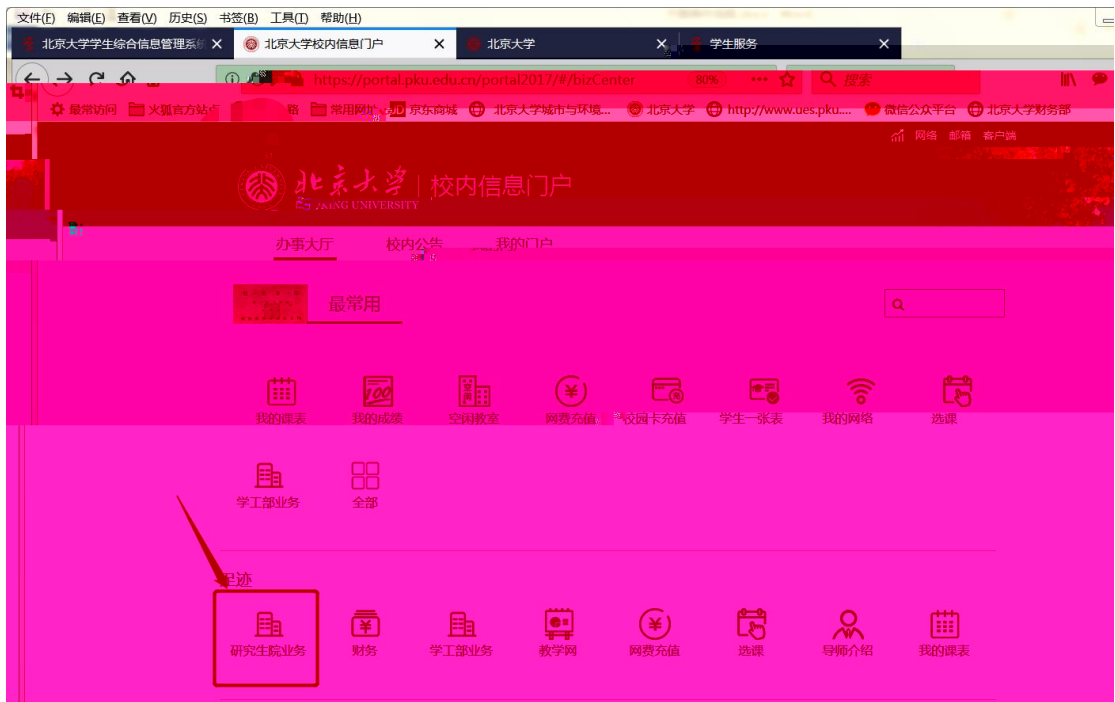 文件(F) 编辑(E) 查看(V) 历史(S) 书签(B) 工具(T) 帮助(H)
北京大学学生综合信息管理系统 北京大学校内信息门户 北京大学 学生服务
https://portal.pku.edu.cn/portal2017/#/bizCenter 80% 搜索
最常访问 火狐官方站点 常用网址 JD 京东商城 北京大学城市与环境... 北京大学 http://www.ues.pku.... 微信公众平台 北京大学财务部
网络 邮箱 客户端
北京大学 校内信息门户
UNIVERSITY
办事大厅 校内公告 我的门户
最常用
我的课表 我的成绩 空闲教室 网费充值 校园卡充值 学生一张表 我的网络 选课
学工部业务 全部
足迹
研究生院业务 财务 学工部业务 教学网 网费充值 选课 导师介绍 我的课表